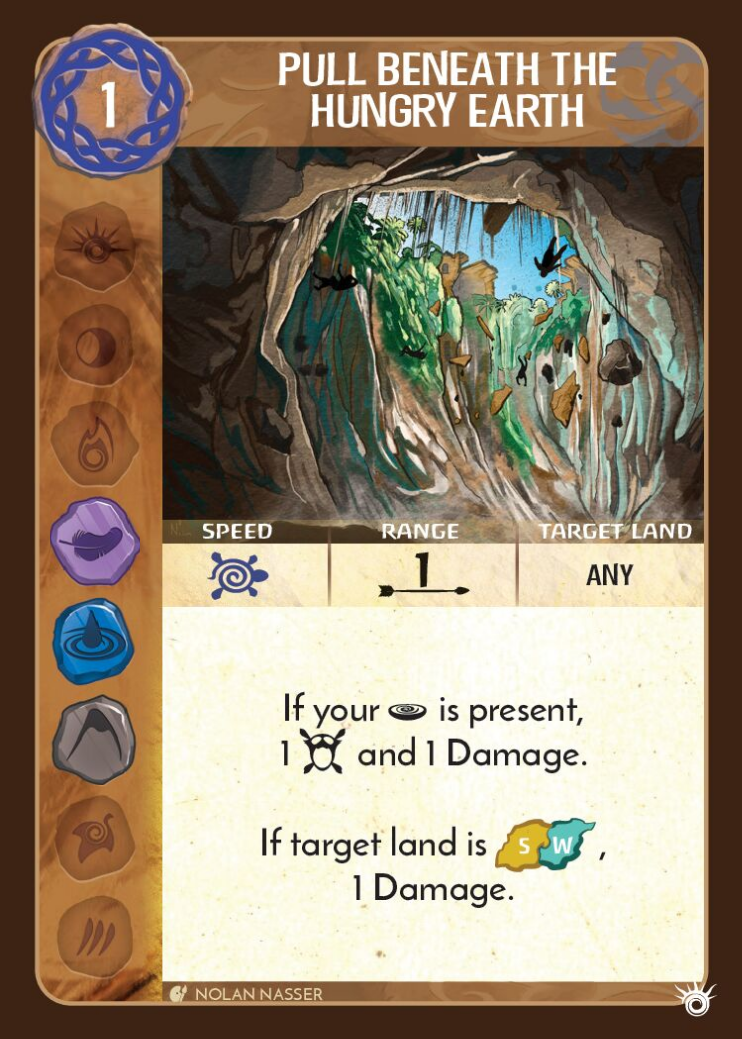 1
PULL BENEATH THE
HUNGRY EARTH
SPEED RANGE TARGET LAND
1 ANY
If your is present,
1 and 1 Damage.
If target land is S W ,
1 Damage.
NOLAN NASSER